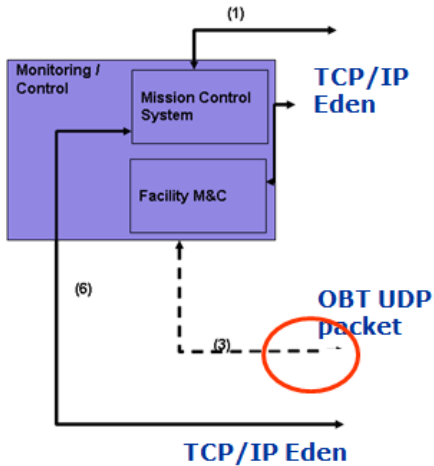 (1)
Monitoring /
Control
TCP/IP
Eden
Mission Control
System
Facility M&C
(6)
OBT UDP
packet
(3)
TCP/IP Eden